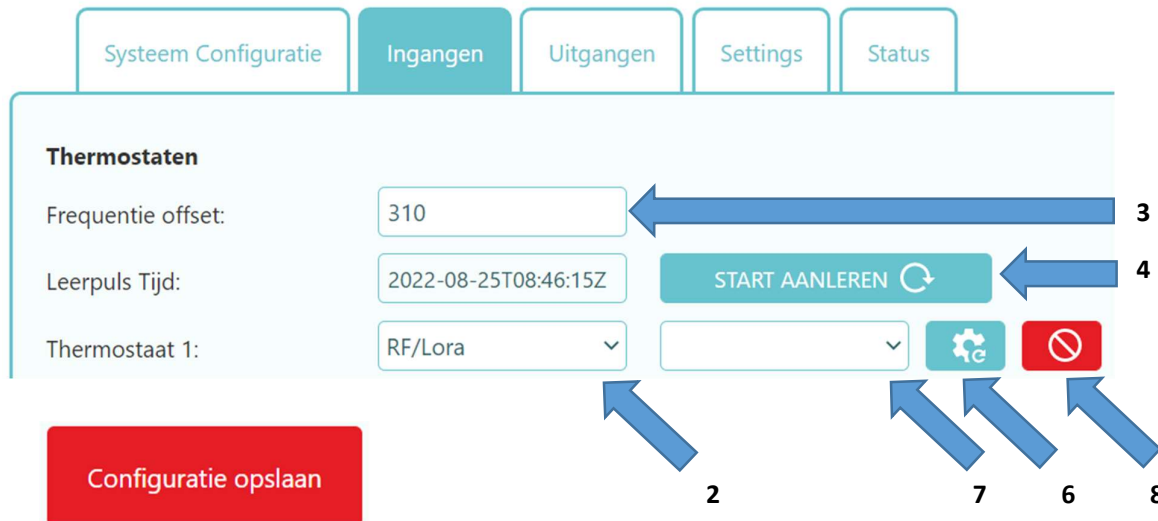 Systeem Configuratie
Ingangen
Uitgangen
Settings
Status
Thermostaten
Frequentie offset:
310
3
Leerpuls Tijd:
2022-08-25T08:46:15Z
START AANLEREN
4
Thermostaat 1:
RF/Lora
Configuratie opslaan
2
7
6
8